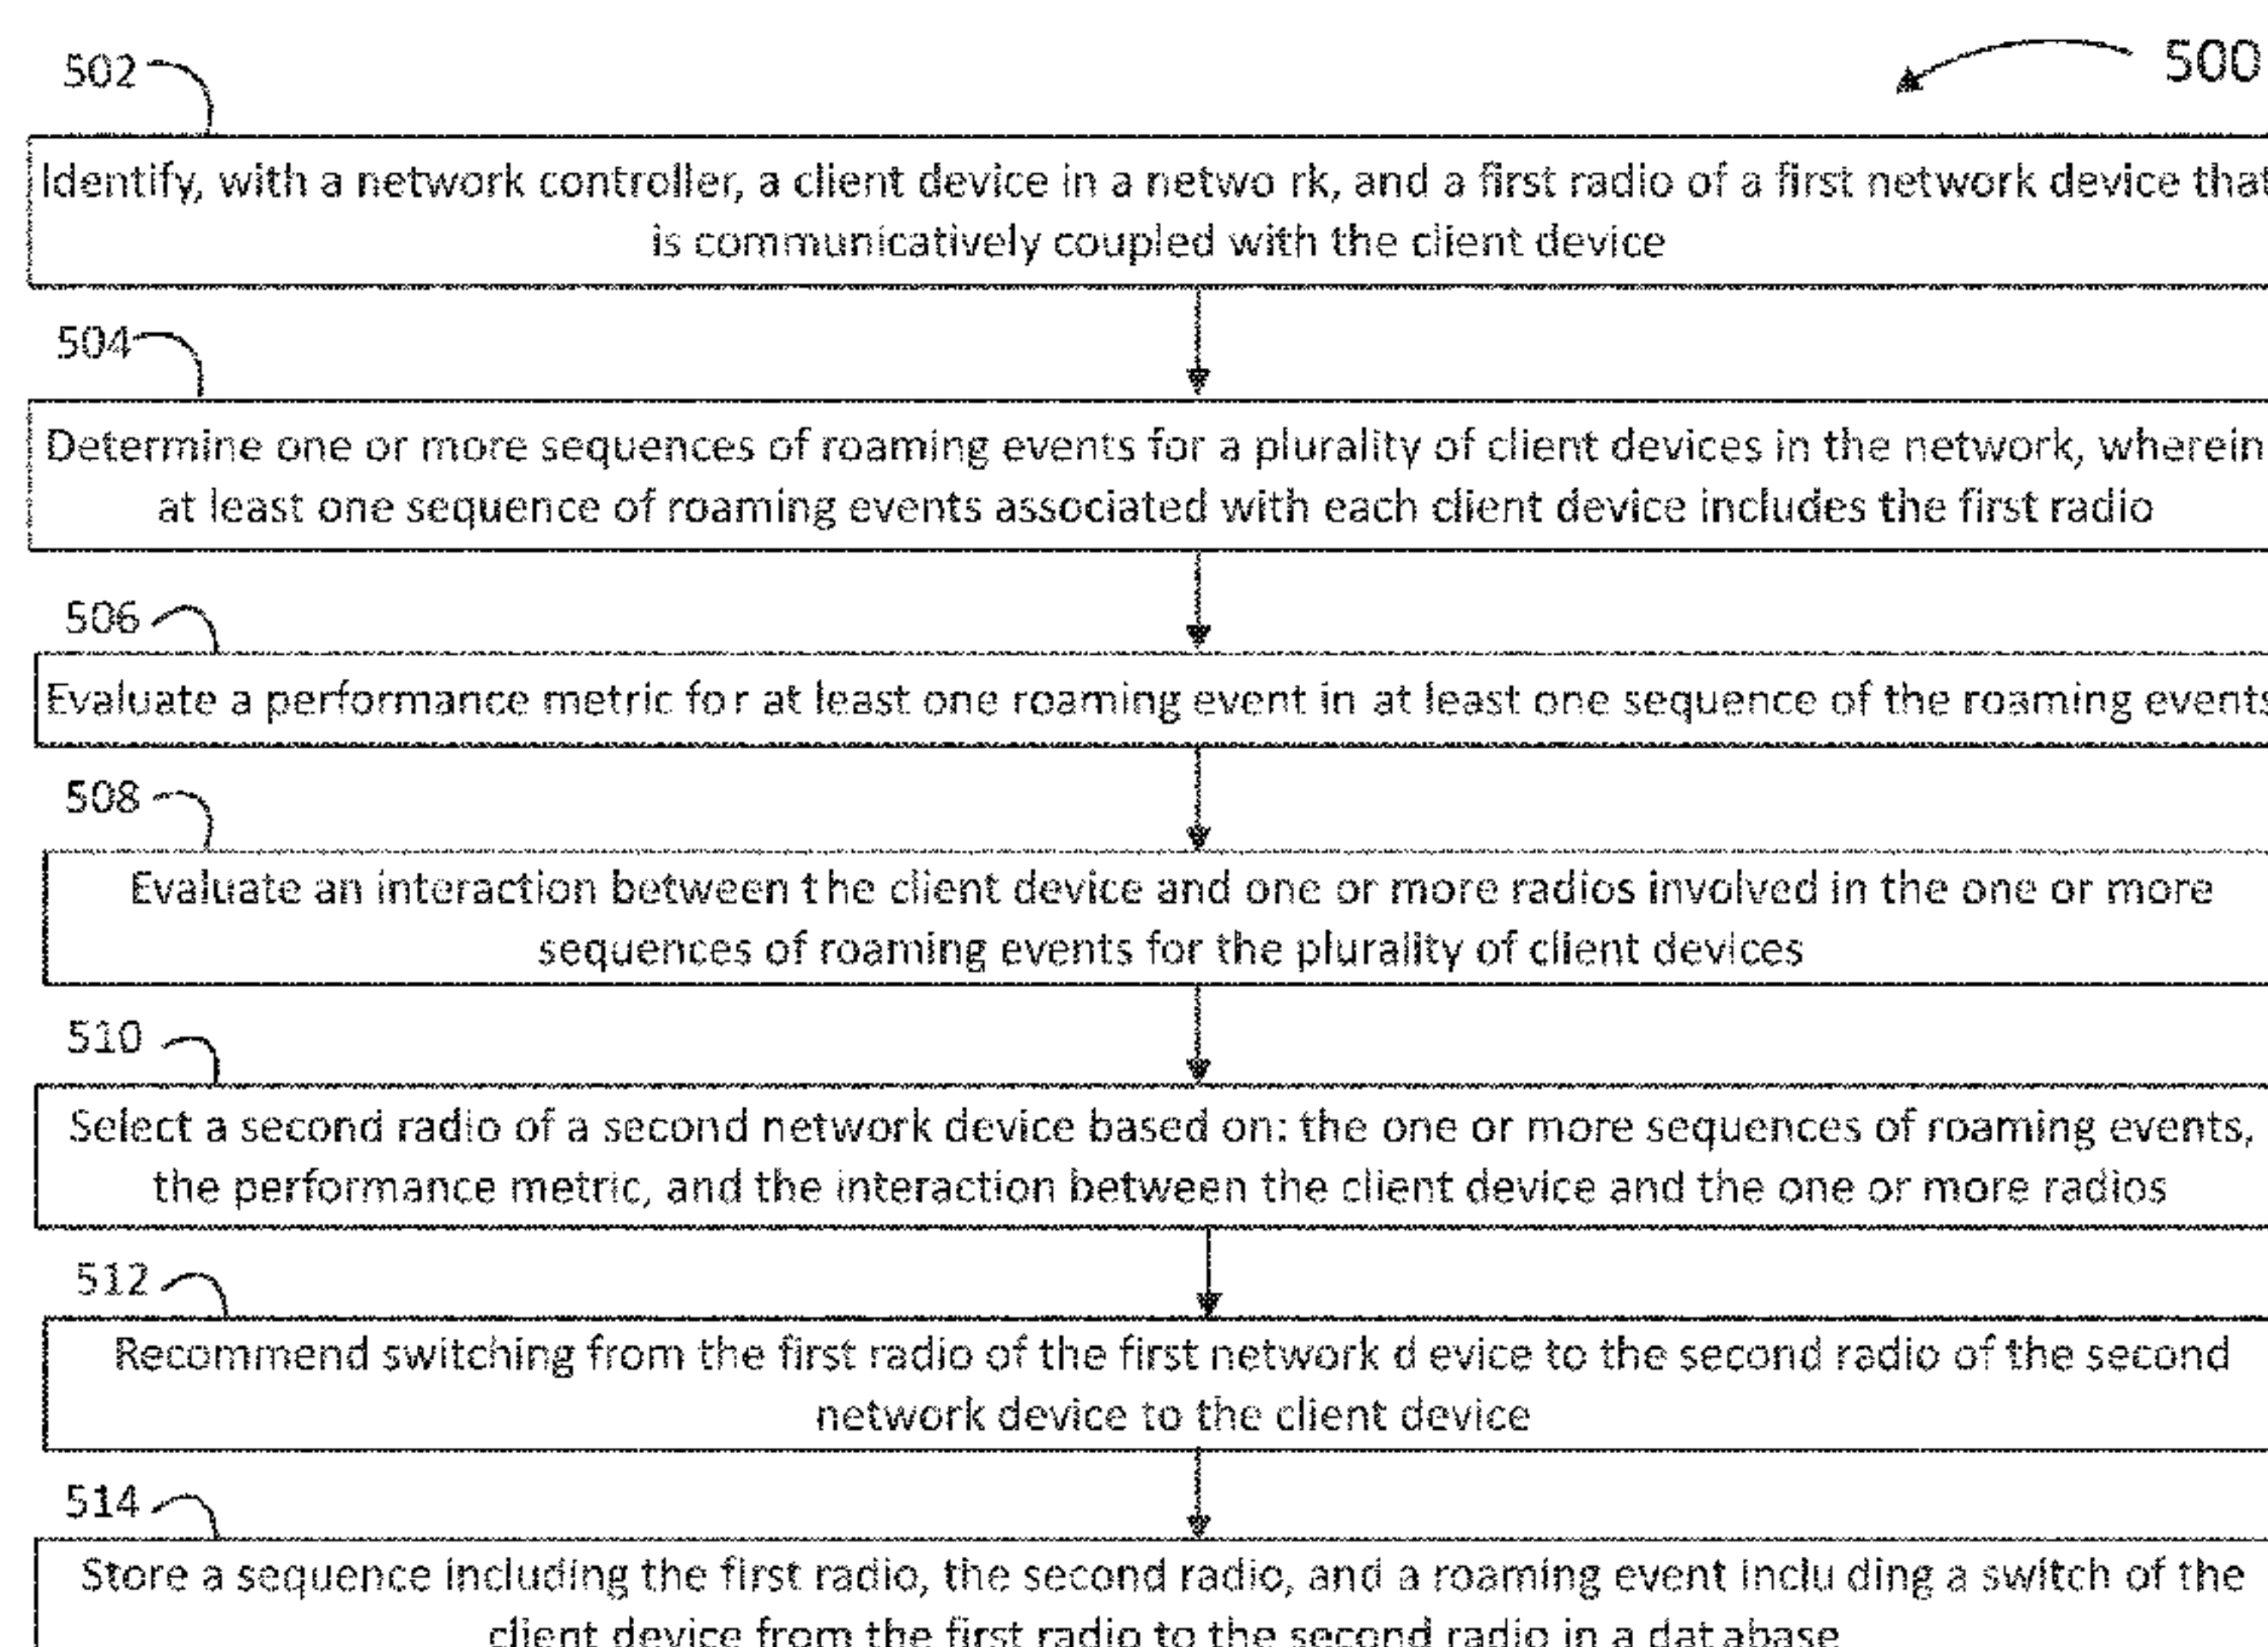 502
500
Identify, with a network controller, a client device in a netwo rk, and a first radio of a first network device that
is communicatively coupled with the client device
504
Determine one or more sequences of roaming events for a plurality of client devices in the network, wherein
at least one sequence of roaming events associated with each client device includes the first radio
506
Evaluate a performance metric for at least one roaming event in at least one sequence of the roaming events
508
Evaluate an interaction between the client device and one or more radios involved in the one or more
sequences of roaming events for the plurality of client devices
510
Select a second radio of a second network device based on: the one or more sequences of roaming events,
the performance metric, and the interaction between the client device and the one or more radios
512
Recommend switching from the first radio of the first network d evice to the second radio of the second
network device to the client device
514
Store a sequence including the first radio, the second radio, and a roaming event inclu ding a switch of the
client device from the first radio to the second radio in a database